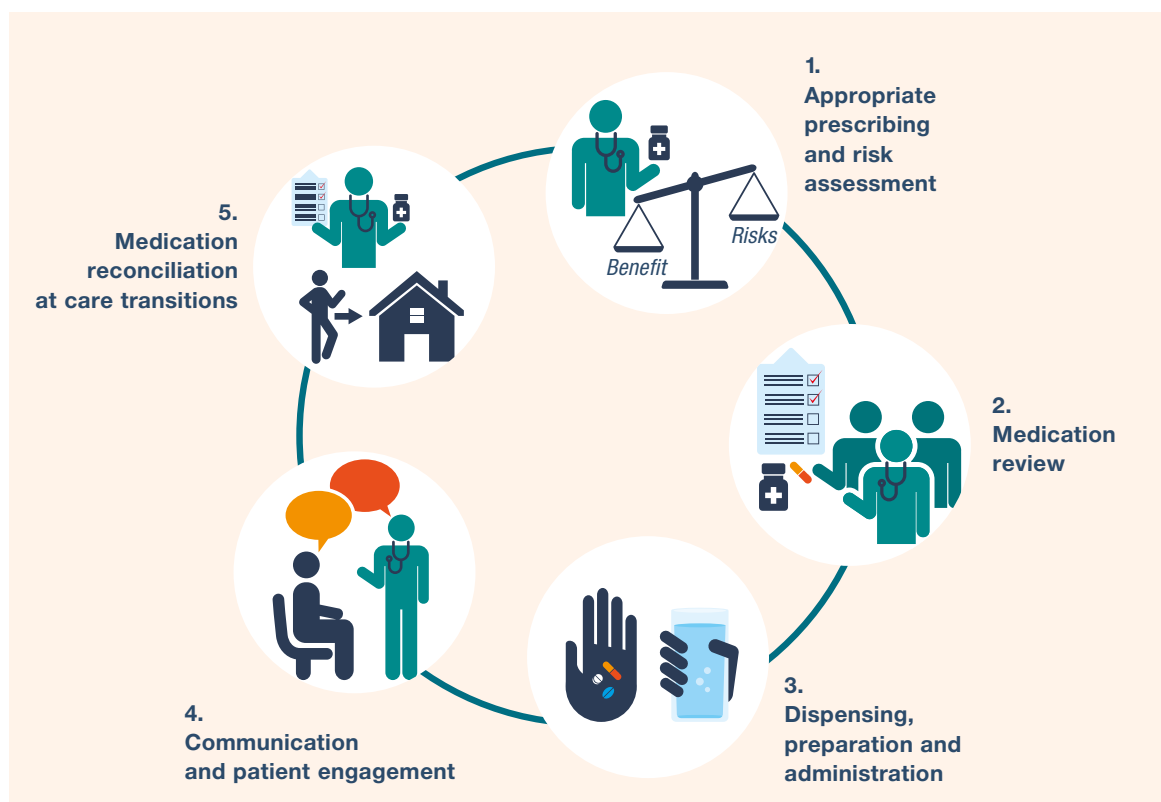 1.
Appropriate
prescribing
and risk
assessment
Benefit
Risks
2.
Medication
review
3.
Dispensing,
preparation and
administration
4.
Communication
and patient engagement
5.
Medication
reconciliation
at care transitions